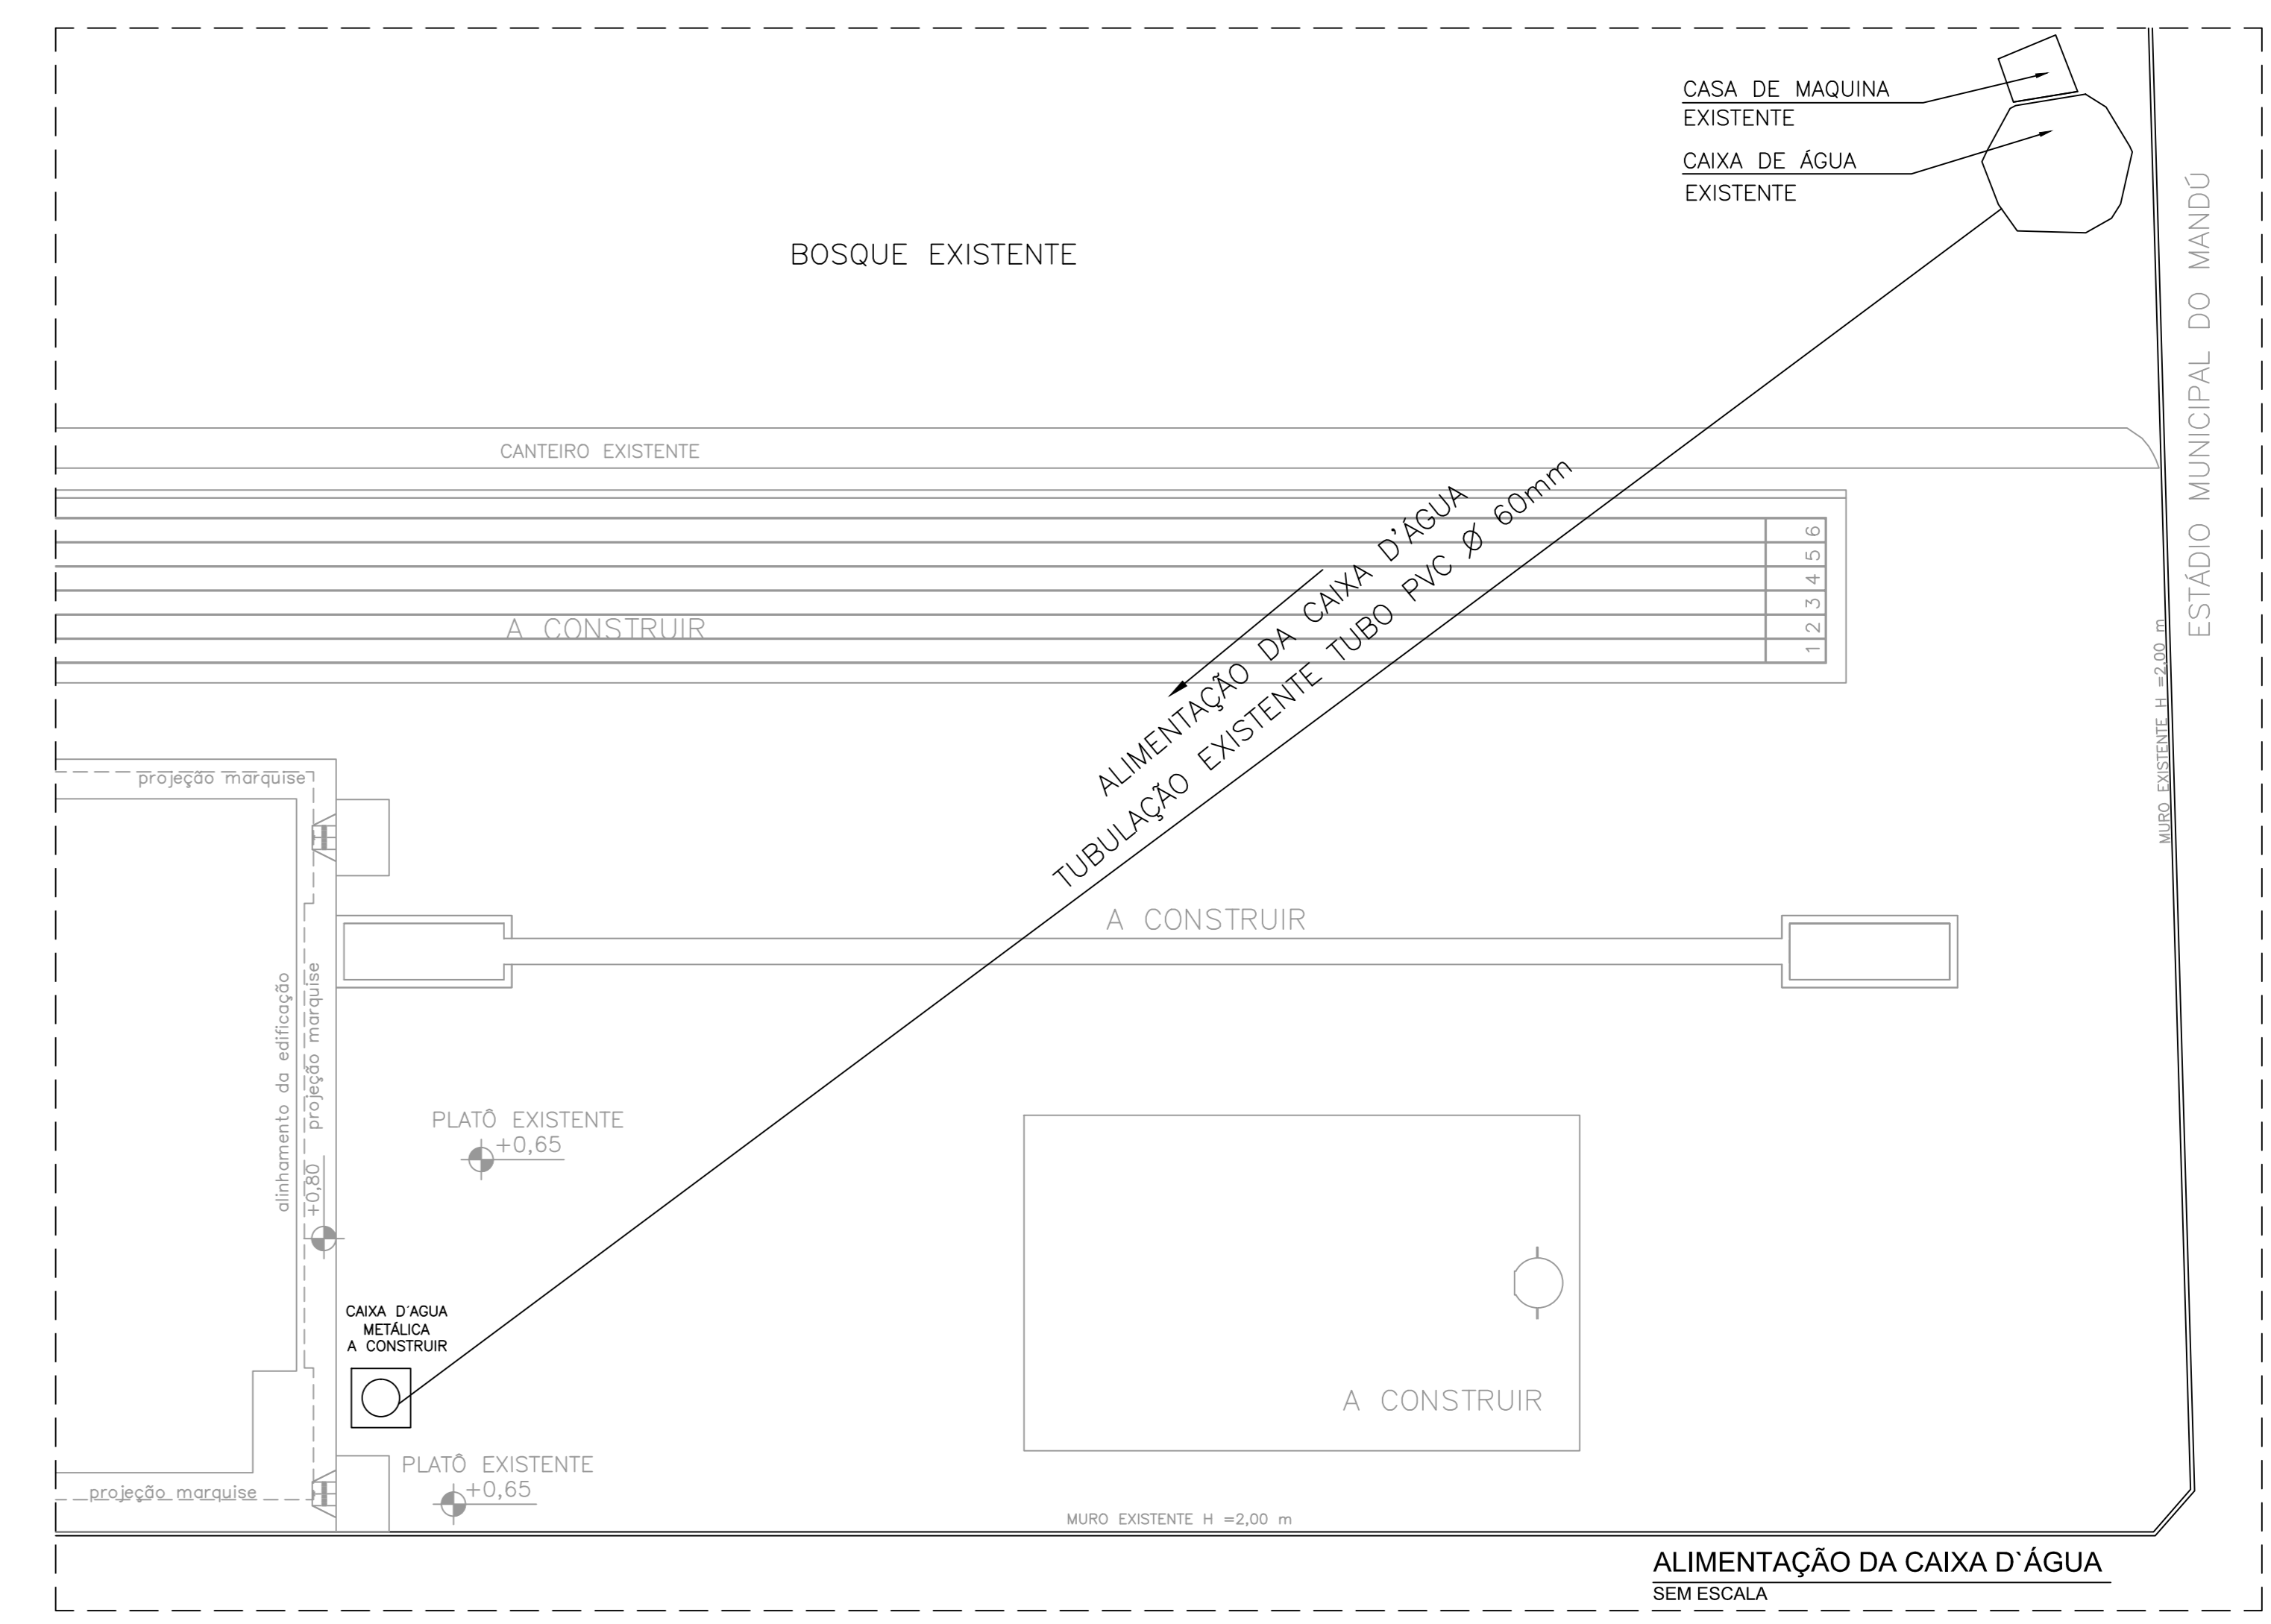 CASA DE MAQUINA
EXISTENTE
CAIXA DE ÁGUA
EXISTENTE
BOSQUE EXISTENTE
ESTÁDIO MUNICIPAL DO MANDÚ
CANTEIRO EXISTENTE
ALIMENTAÇÃO DA CAIXA D'ÁGUA
TUBULAÇÃO EXISTENTE TUBO PVC Ø 60mm
6
5
4
3
2
1
A CONSTRUIR
MURO EXISTENTE H =2,00 m
projeção marquise
A CONSTRUIR
alinhamento da edificação
projeção marquise
+0,80
PLATÔ EXISTENTE
+0,65
CAIXA D´AGUA
METÁLICA
A CONSTRUIR
A CONSTRUIR
PLATÔ EXISTENTE
+0,65
projeção marquise
MURO EXISTENTE H =2,00 m
ALIMENTAÇÃO DA CAIXA D`ÁGUA
SEM ESCALA